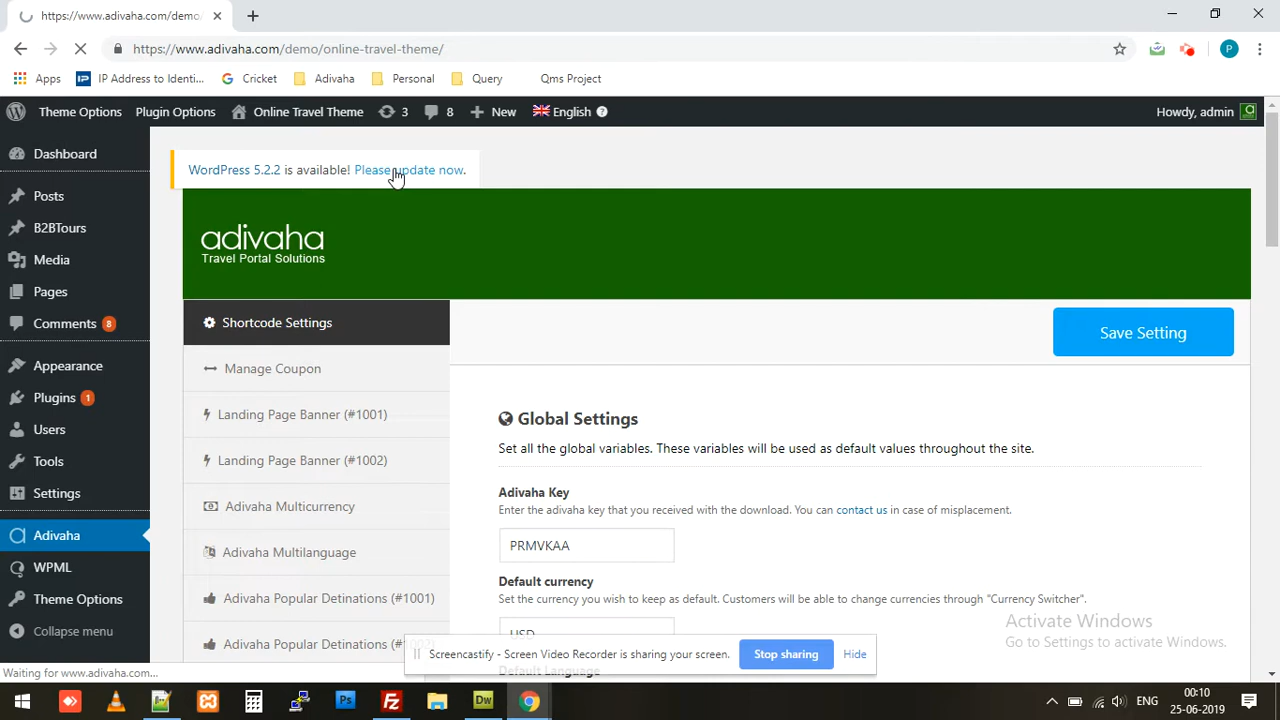 https://www.adivaha.com/demo/
https://www.adivaha.com/demo/online-travel-theme/
P
Apps
IP
IP Address to Identi...
Cricket
Adivaha
Personal
Query
Qms Project
Theme Options
Plugin Options
Online Travel Theme
3
8
New
English
Howdy, admin
Dashboard
Posts
B2BTours
Media
Pages
Comments 8
Appearance
Plugins 1
Users
Tools
Settings
Adivaha
WPML
Theme Options
Collapse menu
WordPress 5.2.2 is available! Please update now.
adivaha
Travel Portal Solutions
Shortcode Settings
Manage Coupon
Landing Page Banner (#1001)
Landing Page Banner (#1002)
Adivaha Multicurrency
Adivaha Multilanguage
Adivaha Popular Detinations (#1001)
Adivaha Popular Detinations
Save Setting
Global Settings
Set all the global variables. These variables will be used as default values throughout the site.
Adivaha Key
Enter the adivaha key that you received with the download. You can contact us in case of misplacement.
PRMVKAA
Default currency
Set the currency you wish to keep as default. Customers will be able to change currencies through "Currency Switcher".
USD
Default Language
Activate Windows
Go to Settings to activate Windows.
Screencastify - Screen Video Recorder is sharing your screen.
Stop sharing
Hide
Waiting for www.adivaha.com...
Ps
Fz
Dw
ENG
00:10
25-06-2019